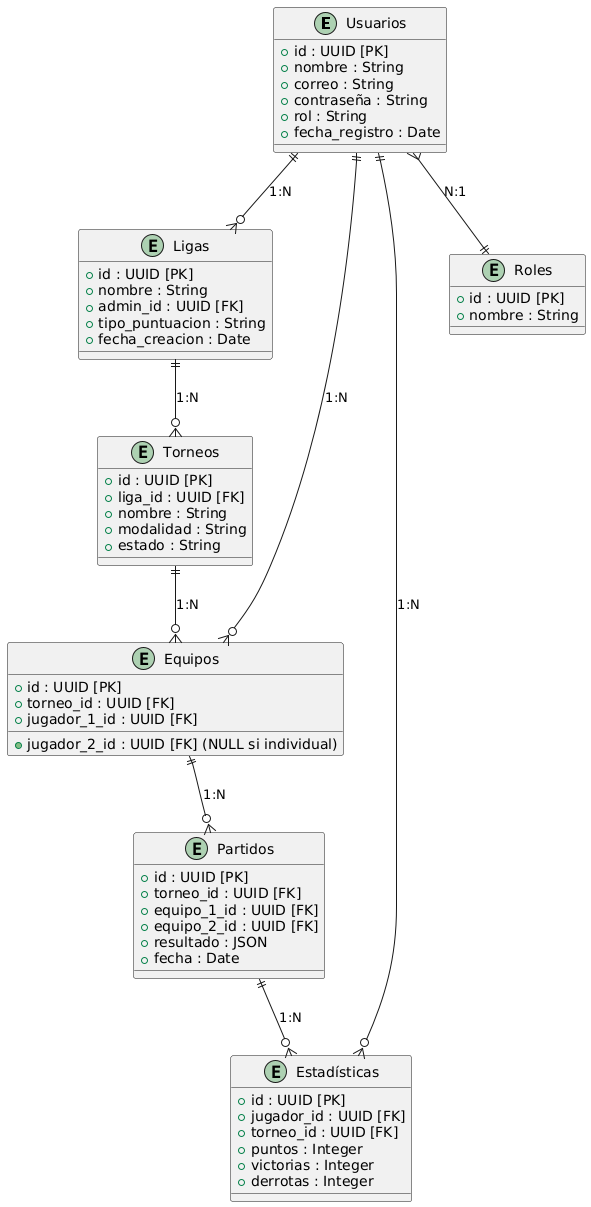 E Usuarios
id : UUID [PK]
nombre : String
correo : String
contraseña : String
rol : String
fecha_registro : Date
1:N
N:1
E Ligas
id : UUID [PK]
nombre : String
admin_id : UUID [FK]
tipo_puntuacion : String
fecha_creacion : Date
E Roles
id : UUID [PK]
nombre : String
1:N
1:N
E Torneos
id : UUID [PK]
liga_id : UUID [FK]
nombre : String
modalidad : String
estado : String
1:N
1:N
E Equipos
id : UUID [PK]
torneo_id : UUID [FK]
jugador_1_id : UUID [FK]
jugador_2_id : UUID [FK] (NULL si individual)
1:N
E Partidos
id : UUID [PK]
torneo_id : UUID [FK]
equipo_1_id : UUID [FK]
equipo_2_id : UUID [FK]
resultado : JSON
fecha : Date
1:N
E Estadísticas
id : UUID [PK]
jugador_id : UUID [FK]
torneo_id : UUID [FK]
puntos : Integer
victorias : Integer
derrotas : Integer